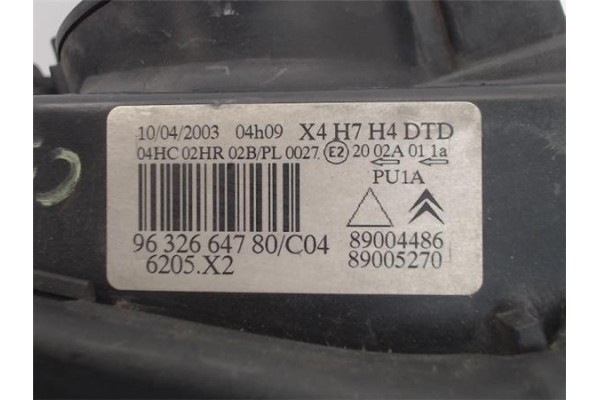 10/04/2003 04h09 X4 H7 H4 DTD
04HC 02HR 02B/PL 0027 E2 20 02A 01 1a
PU1A
96 326 647 80/C04 89004486
6205.X2 89005270